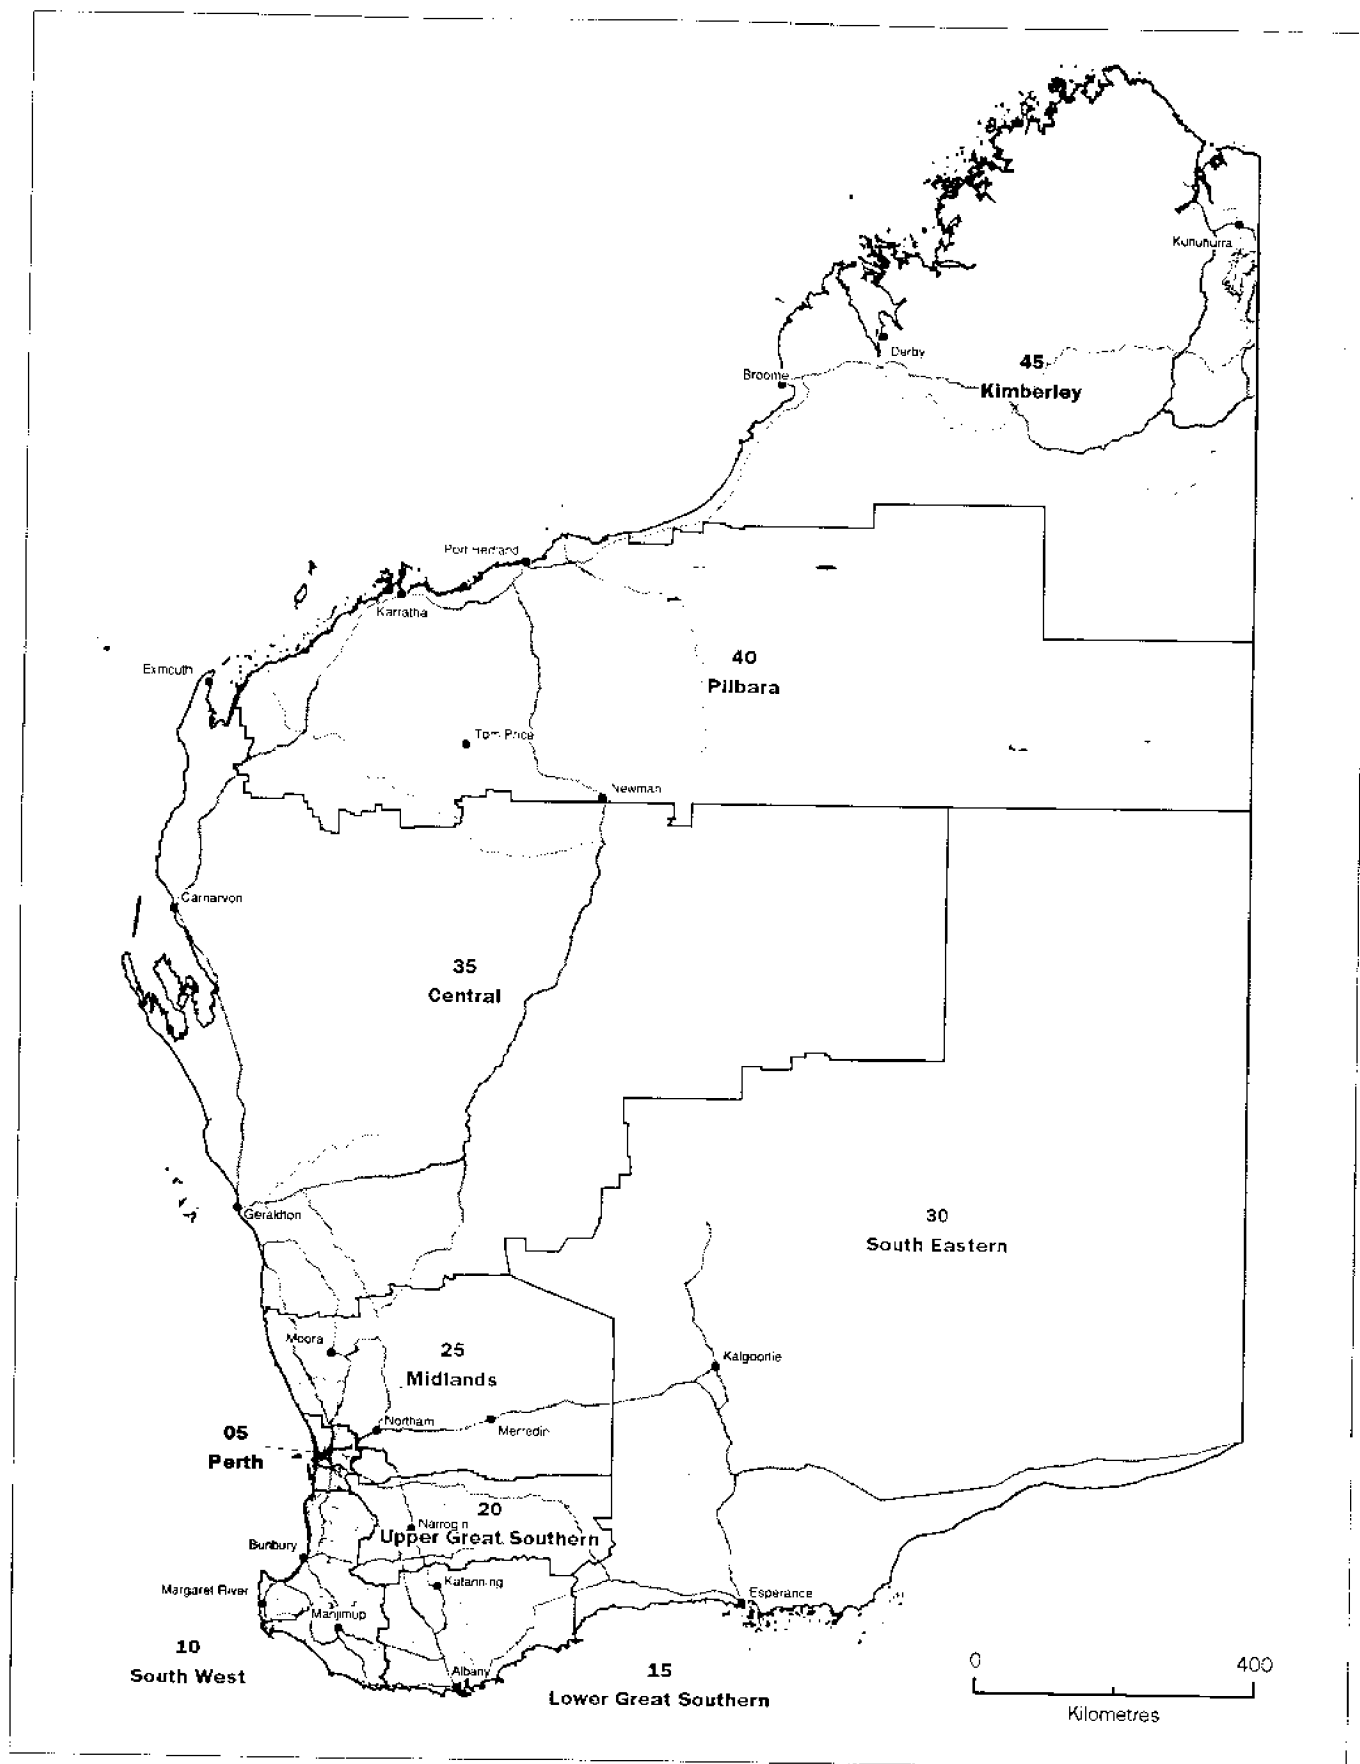 Kununurra
Derby
45
Broome
Kimberley
Port Hedland
Karratha
40
Exmouth
Pilbara
Tom Price
Newman
Carnarvon
35
Central
30
Geraldton
South Eastern
Moora
25
Kalgoorlie
Midlands
Northam
05
Merredin
Perth
20
Narrogin
Upper Great Southern
Bunbury
Katanning
Margaret River
Esperance
Manjimup
10
South West
Albany
15
Lower Great Southern
0
400
Kilometres